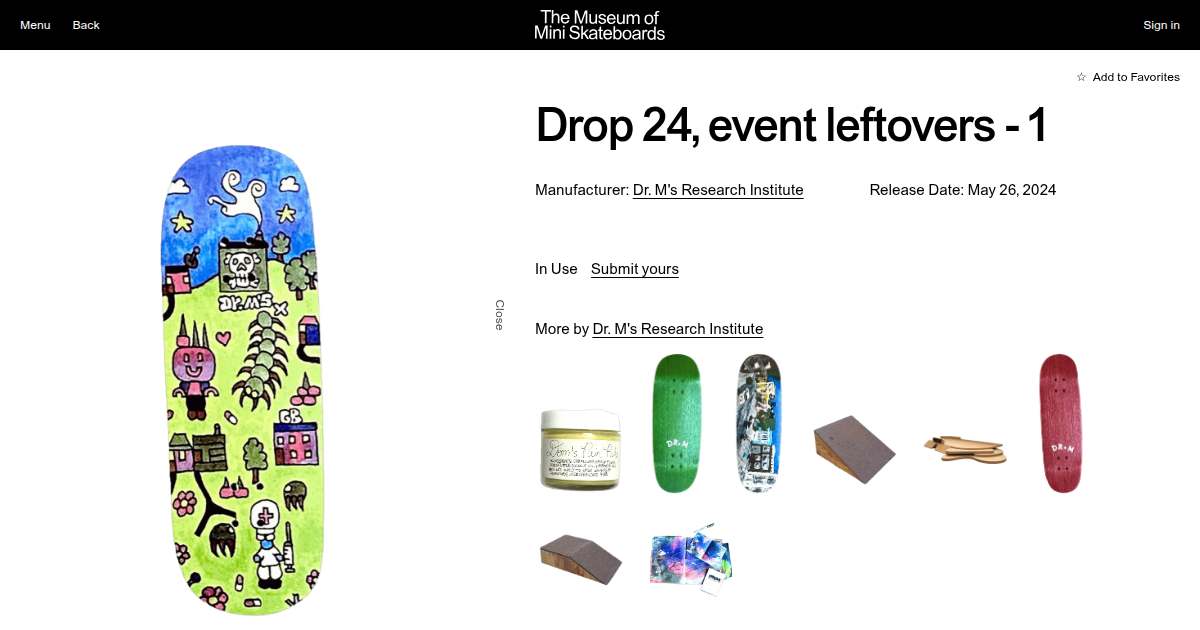 Menu
Back
The Museum of
Mini Skateboards
Sign in
☆ Add to Favorites
Drop 24, event leftovers - 1
Manufacturer: Dr. M's Research Institute
Release Date: May 26, 2024
In Use
Submit yours
Close
More by Dr. M's Research Institute
Dr. M'S x
GB
DR. M
DR. M